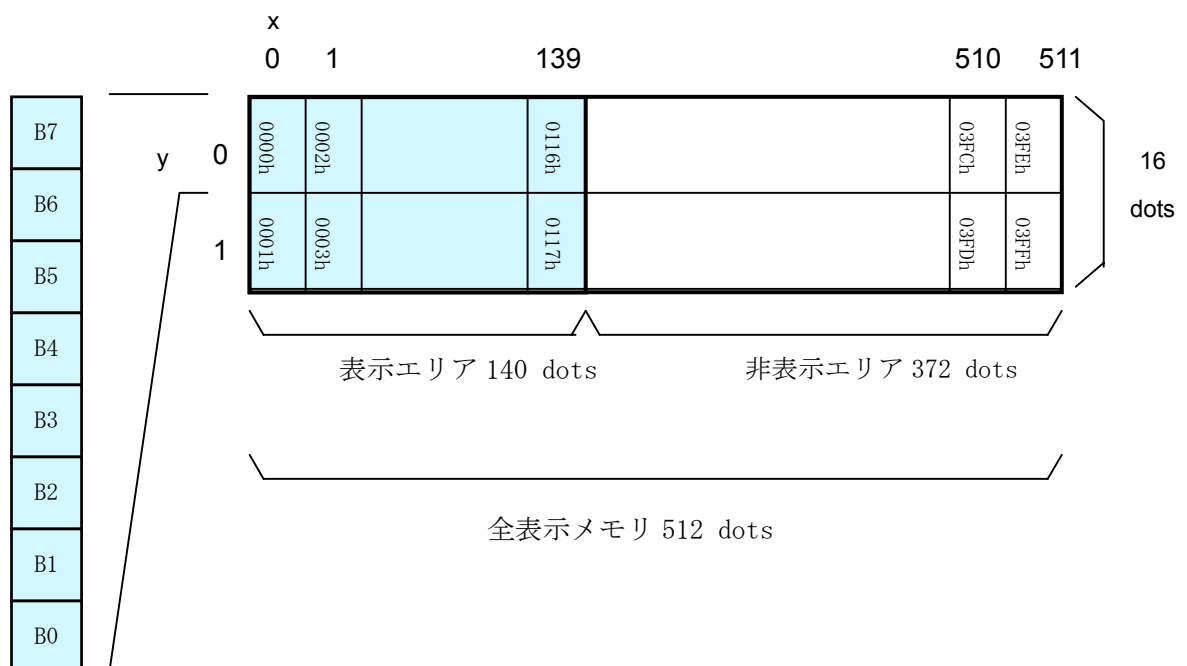 x
0 1 139 510 511
B7
B6
B5
B4
B3
B2
B1
B0
y 0
1
0000h 0002h 0116h 03FCh 03FEh
0001h 0003h 0117h 03FDh 03FFh
16
dots
表示エリア 140 dots
非表示エリア 372 dots
全表示メモリ 512 dots